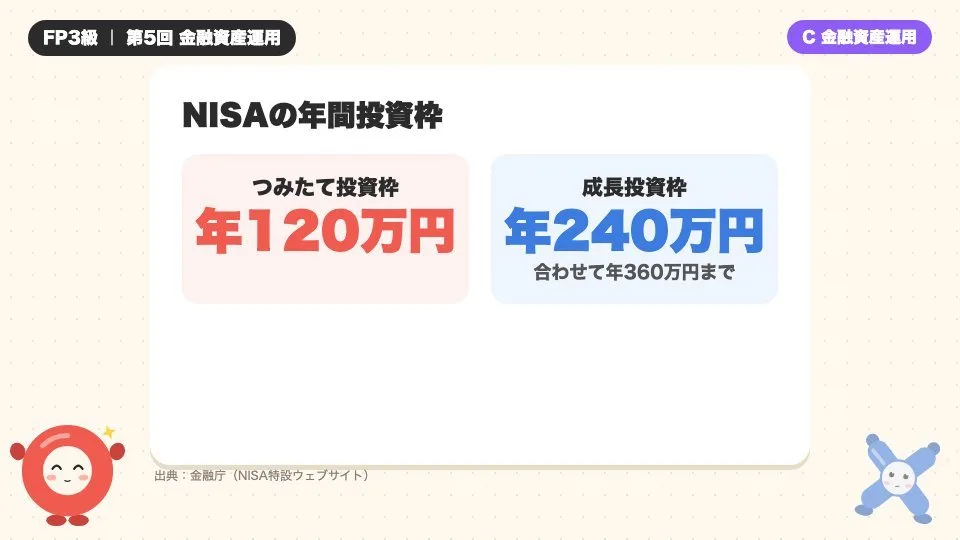 FP3級 | 第5回 金融資産運用
C 金融資産運用
NISAの年間投資枠
つみたて投資枠
年120万円
成長投資枠
年240万円
合わせて年360万円まで
出典：金融庁（NISA特設ウェブサイト）